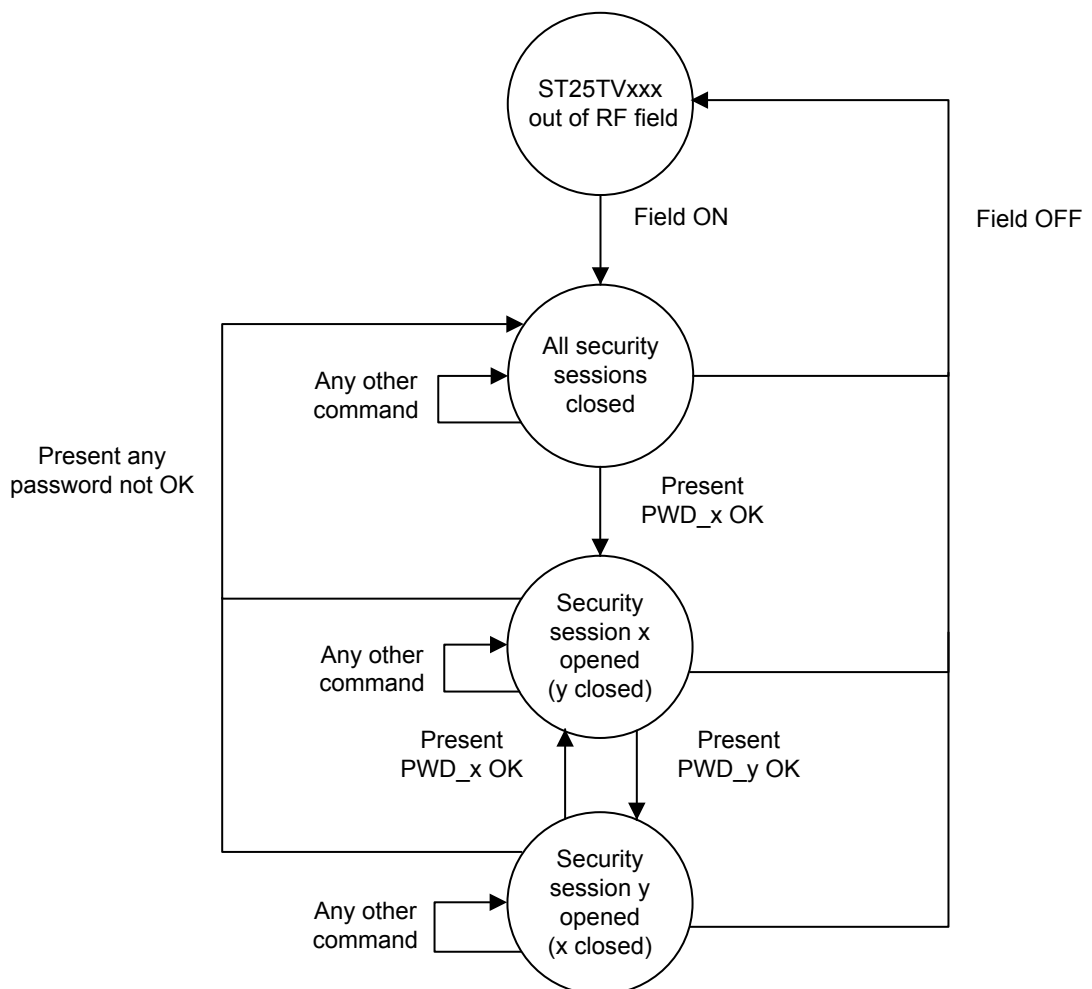 ST25TVxxx
out of RF field
Field ON
Field OFF
All security
sessions
closed
Any other
command
Present any
password not OK
Present
PWD_x OK
Security
session x
opened
(y closed)
Any other
command
Present
PWD_x OK
Present
PWD_y OK
Security
session y
opened
(x closed)
Any other
command